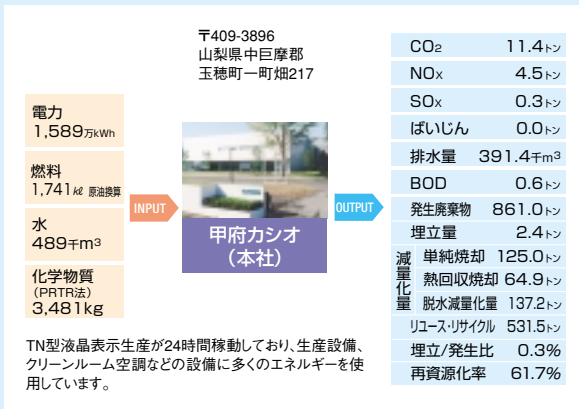 〒409-3896
山梨県中巨摩郡
玉穂町一町畑217
電力
1,589万kWh
燃料
1,741kℓ 原油換算
水
489千m³
化学物質
(PRTR法)
3,481kg
INPUT
甲府カシオ
（本社）
OUTPUT
CO₂ 11.4トン
NOx 4.5トン
SOx 0.3トン
ばいじん 0.0トン
排水量 391.4千m³
BOD 0.6トン
発生廃棄物 861.0トン
埋立量 2.4トン
減量化量
単純焼却 125.0トン
熱回収焼却 64.9トン
脱水減量化量 137.2トン
リユース・リサイクル 531.5トン
埋立/発生比 0.3%
再資源化率 61.7%
TN型液晶表示生産が24時間稼動しており、生産設備、
クリーンルーム空調などの設備に多くのエネルギーを使
用しています。